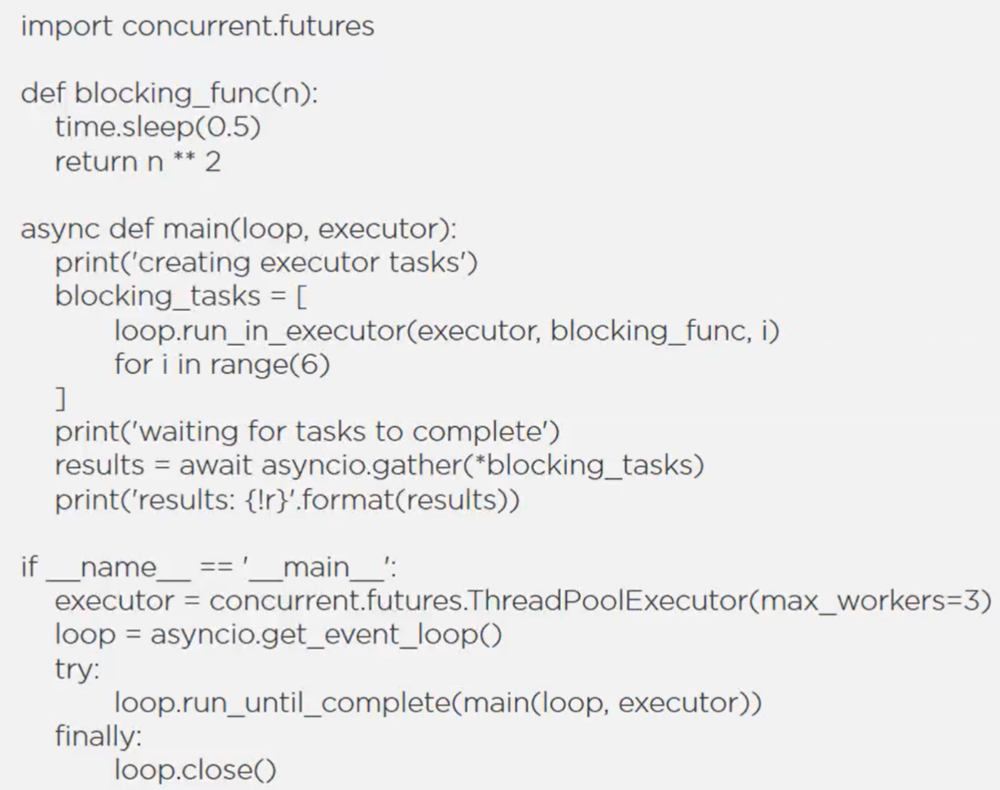 import concurrent.futures
def blocking_func(n):
time.sleep(0.5)
return n ** 2
async def main(loop, executor):
print('creating executor tasks')
blocking_tasks = [
loop.run_in_executor(executor, blocking_func, i)
for i in range(6)
]
print('waiting for tasks to complete')
results = await asyncio.gather(*blocking_tasks)
print('results: {!r}'.format(results))
if __name__ == '__main__':
executor = concurrent.futures.ThreadPoolExecutor(max_workers=3)
loop = asyncio.get_event_loop()
try:
loop.run_until_complete(main(loop, executor))
finally:
loop.close()